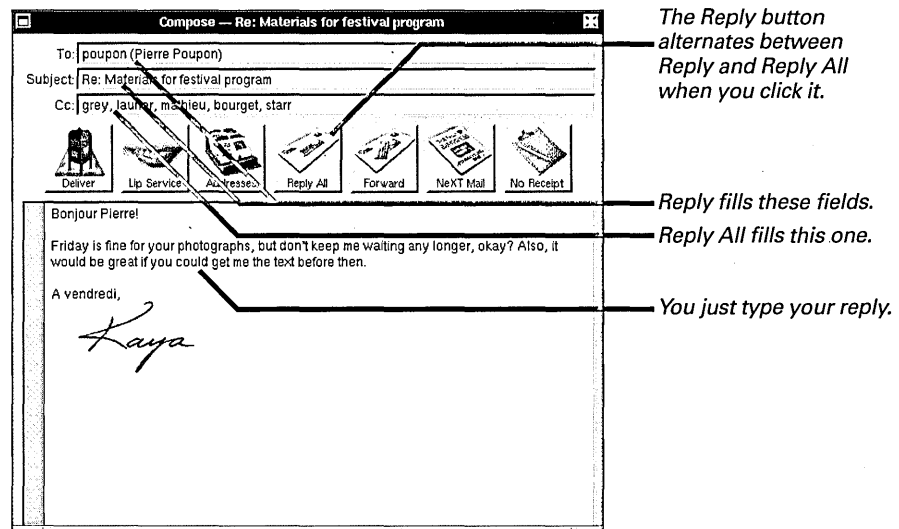 Compose — Re: Materials for festival program
To: poupon (Pierre Poupon)
Subject: Re: Materials for festival program
Cc: grey, launer, mathieu, bourget, starr
Deliver Lip Service Addresses Reply All Forward NeXT Mail No Receipt
Bonjour Pierre!
Friday is fine for your photographs, but don't keep me waiting any longer, okay? Also, it
would be great if you could get me the text before then.
A vendredi,
Kaya
The Reply button
alternates between
Reply and Reply All
when you click it.
Reply fills these fields.
Reply All fills this one.
You just type your reply.